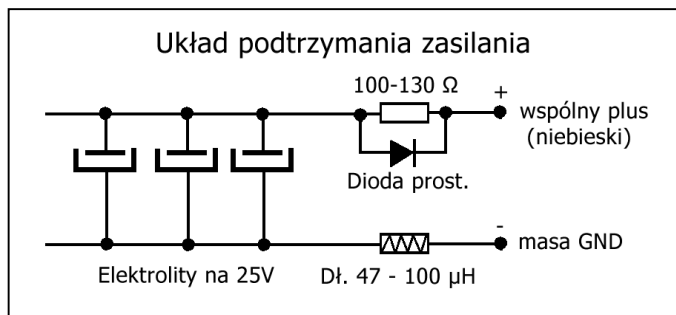 Układ podtrzymania zasilania
100-130 Ω
+
wspólny plus
(niebieski)
Dioda prost.
-
masa GND
Elektrolity na 25V
Dł. 47 - 100 µH